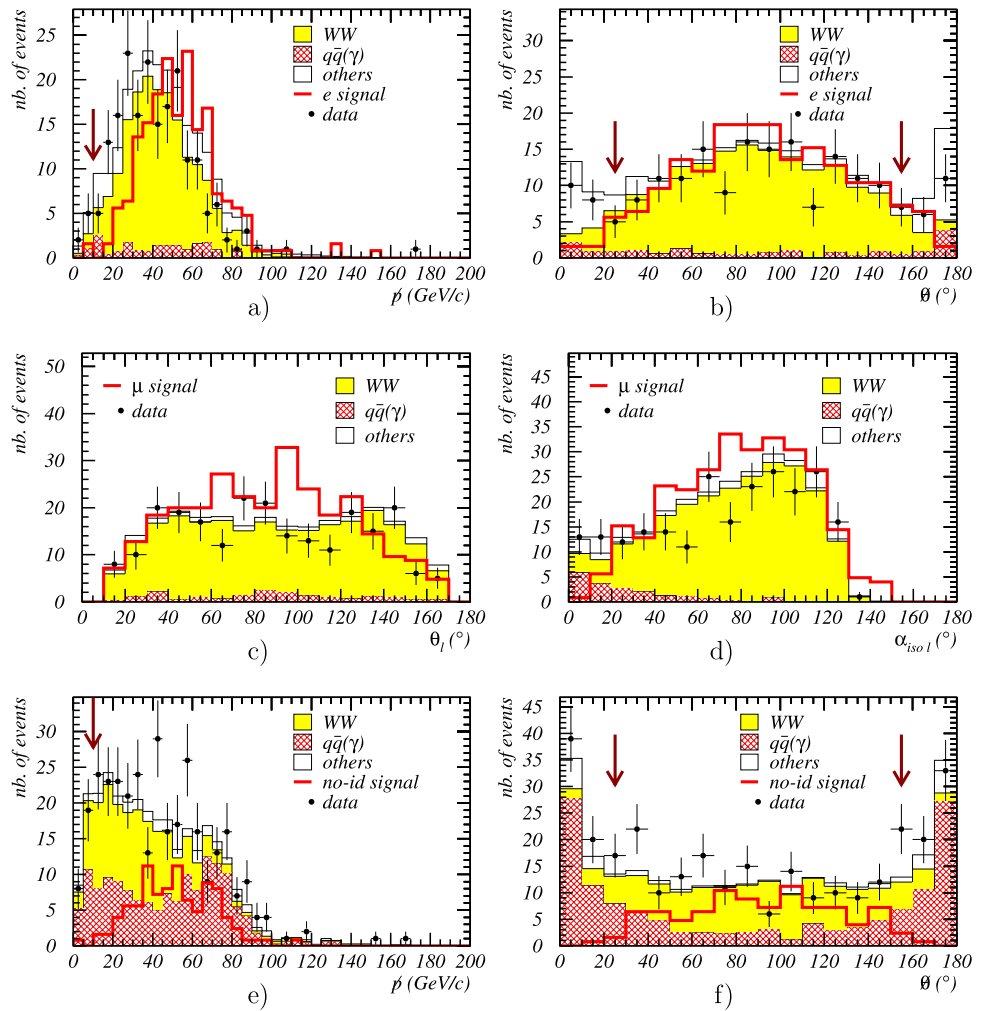 nb. of events
25
20
15
10
5
0
WW
qq̄(γ)
others
e signal
data
0 20 40 60 80 100 120 140 160 180 200
p̸ (GeV/c)
a)
nb. of events
30
25
20
15
10
5
0
WW
qq̄(γ)
others
e signal
data
0 20 40 60 80 100 120 140 160 180
θ̸ (°)
b)
nb. of events
50
40
30
20
10
0
μ signal
data
WW
qq̄(γ)
others
0 20 40 60 80 100 120 140 160 180
θ_l (°)
c)
nb. of events
45
40
35
30
25
20
15
10
5
0
μ signal
data
WW
qq̄(γ)
others
0 20 40 60 80 100 120 140 160 180
α_iso l (°)
d)
nb. of events
30
25
20
15
10
5
0
WW
qq̄(γ)
others
no-id signal
data
0 20 40 60 80 100 120 140 160 180 200
p̸ (GeV/c)
e)
nb. of events
45
40
35
30
25
20
15
10
5
0
WW
qq̄(γ)
others
no-id signal
data
0 20 40 60 80 100 120 140 160 180
θ̸ (°)
f)